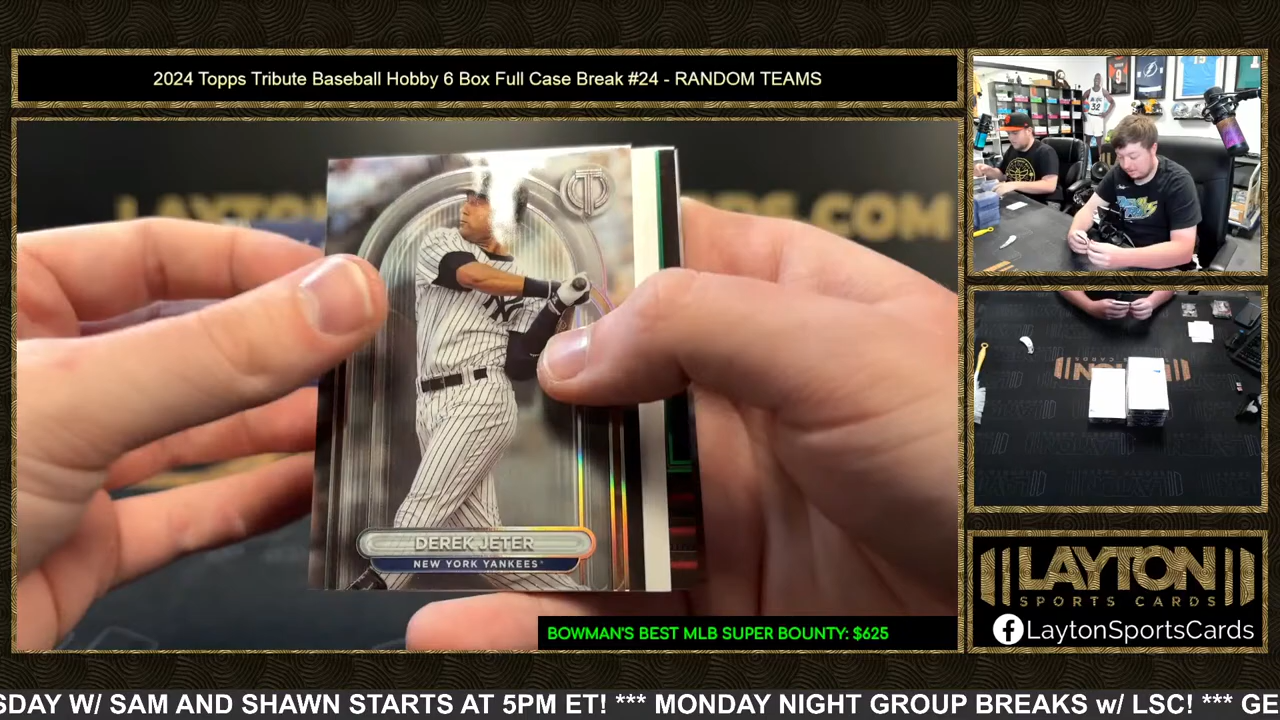 2024 Topps Tribute Baseball Hobby 6 Box Full Case Break #24 - RANDOM TEAMS
DEREK JETER
NEW YORK YANKEES
BOWMAN'S BEST MLB SUPER BOUNTY: $625
LAYTON
SPORTS CARDS
LaytonSportsCards
SDAY W/ SAM AND SHAWN STARTS AT 5PM ET! *** MONDAY NIGHT GROUP BREAKS w/ LSC! *** GE